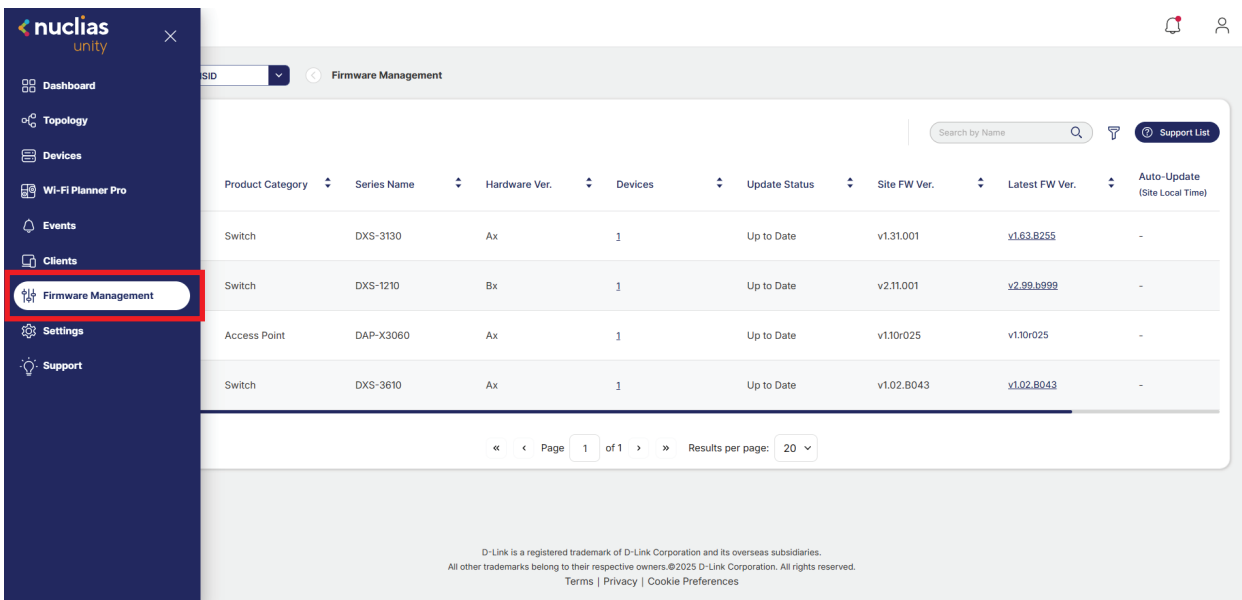 nuclias
unity
Dashboard
Topology
Devices
Wi-Fi Planner Pro
Events
Clients
Firmware Management
Settings
Support
Firmware Management
Search by Name
Support List
Product Category Series Name Hardware Ver. Devices Update Status Site FW Ver. Latest FW Ver. Auto-Update
(Site Local Time)
Switch DXS-3130 Ax 1 Up to Date v1.31.001 v1.63.B255 -
Switch DXS-1210 Bx 1 Up to Date v2.11.001 v2.99.b999 -
Access Point DAP-X3060 Ax 1 Up to Date v1.10r025 v1.10r025 -
Switch DXS-3610 Ax 1 Up to Date v1.02.B043 v1.02.B043 -
« ‹ Page 1 of 1 › » Results per page: 20
D-Link is a registered trademark of D-Link Corporation and its overseas subsidiaries.
All other trademarks belong to their respective owners.©2025 D-Link Corporation. All rights reserved.
Terms | Privacy | Cookie Preferences